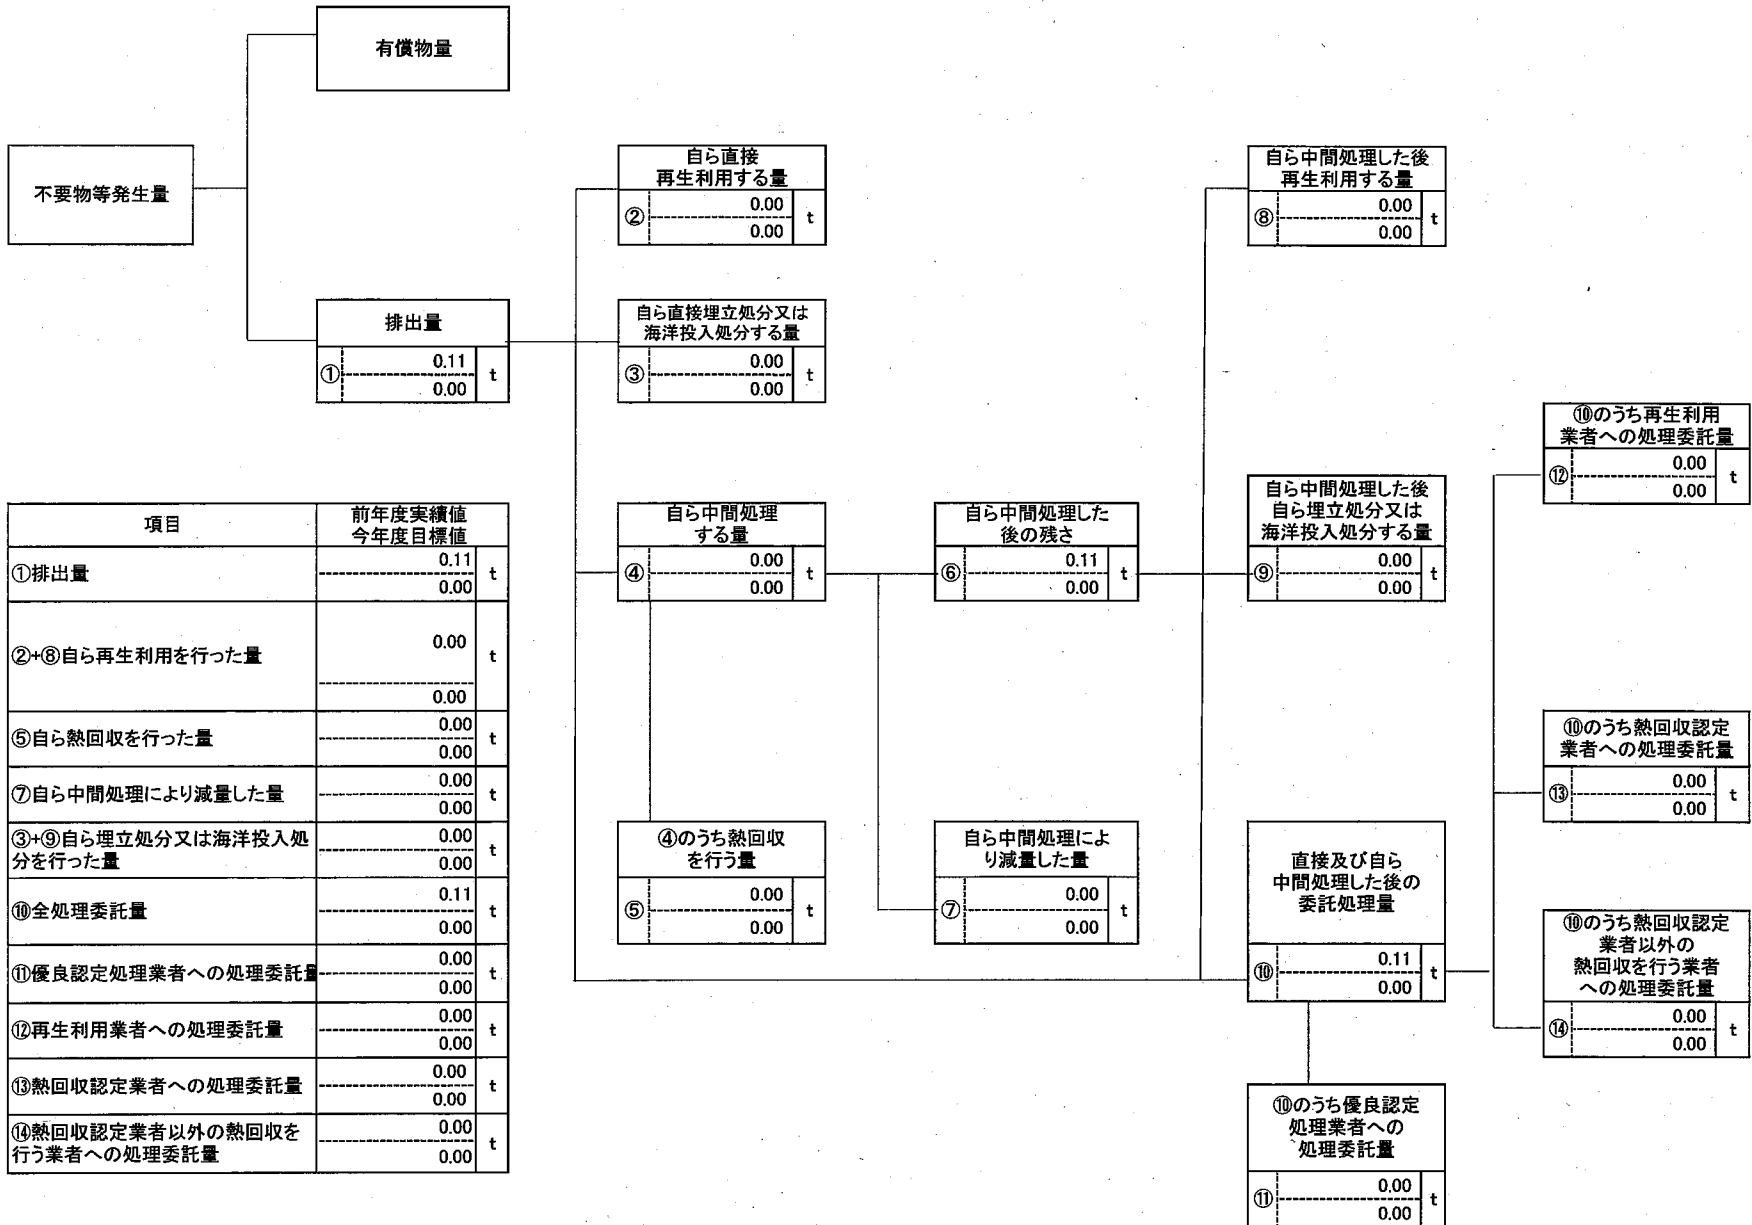 有償物量
不要物等発生量
排出量
①
0.11
0.00
t
自ら直接
再生利用する量
②
0.00
0.00
t
自ら直接埋立処分又は
海洋投入処分する量
③
0.00
0.00
t
自ら中間処理
する量
④
0.00
0.00
t
④のうち熱回収
を行う量
⑤
0.00
0.00
t
自ら中間処理した
後の残さ
⑥
0.11
0.00
t
自ら中間処理によ
り減量した量
⑦
0.00
0.00
t
自ら中間処理した後
再生利用する量
⑧
0.00
0.00
t
自ら中間処理した後
自ら埋立処分又は
海洋投入処分する量
⑨
0.00
0.00
t
直接及び自ら
中間処理した後の
委託処理量
⑩
0.11
0.00
t
⑩のうち優良認定
処理業者への
処理委託量
⑪
0.00
0.00
t
⑩のうち再生利用
業者への処理委託量
⑫
0.00
0.00
t
⑩のうち熱回収認定
業者への処理委託量
⑬
0.00
0.00
t
⑩のうち熱回収認定
業者以外の
熱回収を行う業者
への処理委託量
⑭
0.00
0.00
t
項目
前年度実績値
今年度目標値
①排出量
0.11
0.00
t
②+⑧自ら再生利用を行った量
0.00
0.00
t
⑤自ら熱回収を行った量
0.00
0.00
t
⑦自ら中間処理により減量した量
0.00
0.00
t
③+⑨自ら埋立処分又は海洋投入処
分を行った量
0.00
0.00
t
⑩全処理委託量
0.11
0.00
t
⑪優良認定処理業者への処理委託量
0.00
0.00
t
⑫再生利用業者への処理委託量
0.00
0.00
t
⑬熱回収認定業者への処理委託量
0.00
0.00
t
⑭熱回収認定業者以外の熱回収を
行う業者への処理委託量
0.00
0.00
t